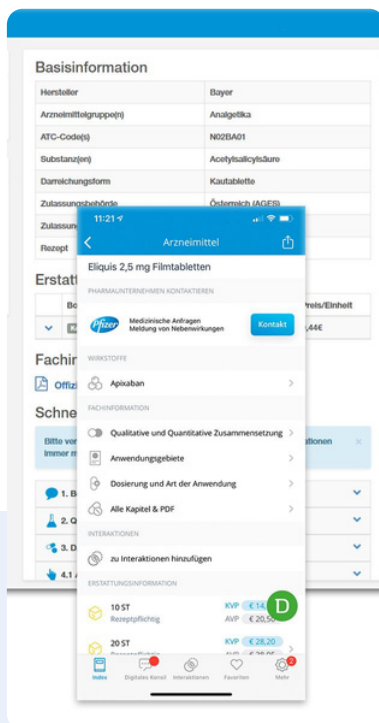 Basisinformation
Hersteller Bayer
Arzneimittelgruppe(n) Analgetika
ATC-Code(s) N02BA01
Substanz(en) Acetylsalicylsäure
Darreichungsform Kautablette
Zulassungsbehörde Österreich (AGES)
Rezept
11:21
Arzneimittel
Eliquis 2,5 mg Filmtabletten
PHARMAUNTERNEHMEN KONTAKTIEREN
Pfizer
Medizinische Anfragen
Meldung von Nebenwirkungen
Kontakt
WIRKSTOFFE
Apixaban
FACHINFORMATION
Qualitative und Quantitative Zusammensetzung
Anwendungsgebiete
Dosierung und Art der Anwendung
Alle Kapitel & PDF
INTERAKTIONEN
zu Interaktionen hinzufügen
ERSTATTUNGSINFORMATION
10 ST KVP € 14,
Rezeptpflichtig AVP € 20,50
D
20 ST KVP € 28,20
Index
Digitales Kanal
Interaktionen
Favoriten
2
Mehr